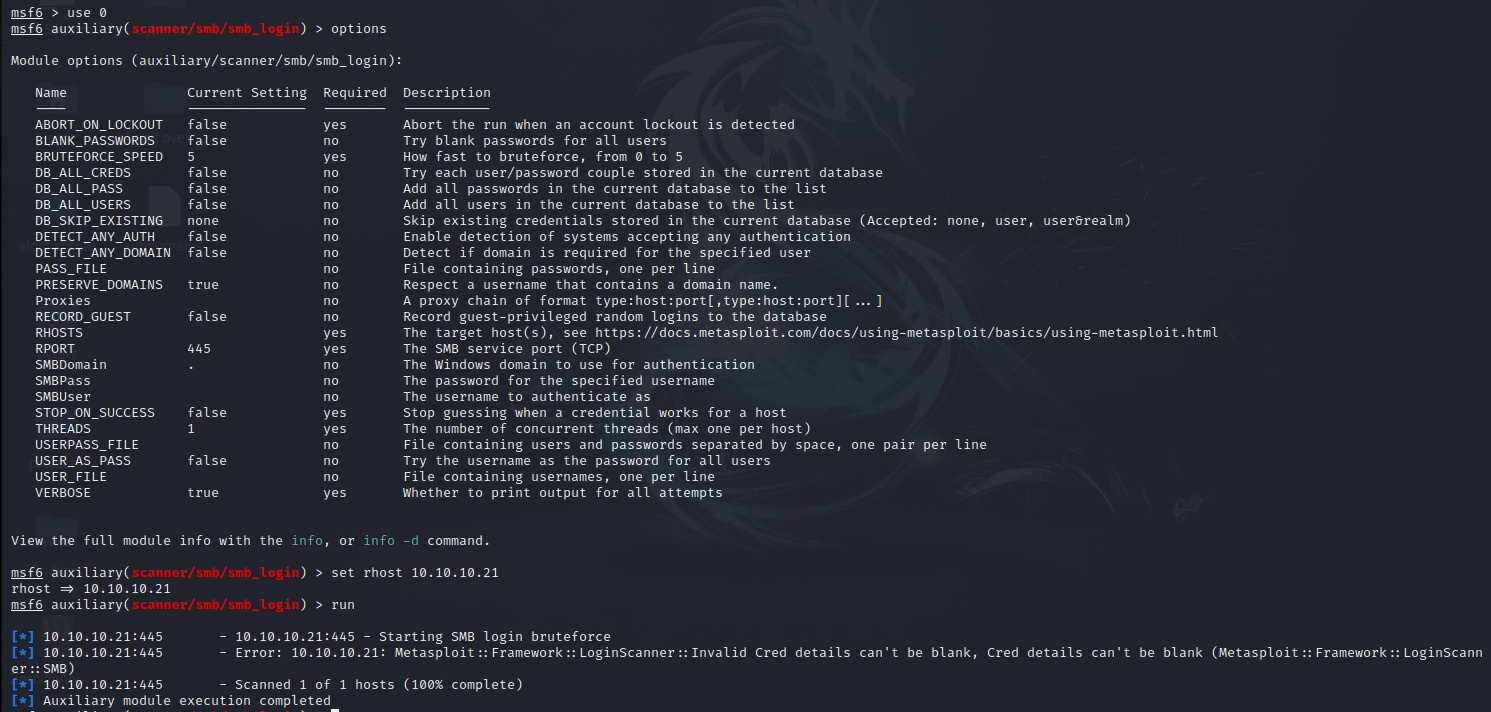 msf6 > use 0
msf6 auxiliary(scanner/smb/smb_login) > options
Module options (auxiliary/scanner/smb/smb_login):
Name Current Setting Required Description
ABORT_ON_LOCKOUT false yes Abort the run when an account lockout is detected
BLANK_PASSWORDS false no Try blank passwords for all users
BRUTEFORCE_SPEED 5 yes How fast to bruteforce, from 0 to 5
DB_ALL_CREDS false no Try each user/password couple stored in the current database
DB_ALL_PASS false no Add all passwords in the current database to the list
DB_ALL_USERS false no Add all users in the current database to the list
DB_SKIP_EXISTING none no Skip existing credentials stored in the current database (Accepted: none, user, user&realm)
DETECT_ANY_AUTH false no Enable detection of systems accepting any authentication
DETECT_ANY_DOMAIN false no Detect if domain is required for the specified user
PASS_FILE no File containing passwords, one per line
PRESERVE_DOMAINS true no Respect a username that contains a domain name.
Proxies no A proxy chain of format type:host:port[,type:host:port][...]
RECORD_GUEST false no Record guest-privileged random logins to the database
RHOSTS yes The target host(s), see https://docs.metasploit.com/docs/using-metasploit/basics/using-metasploit.html
RPORT 445 yes The SMB service port (TCP)
SMBDomain . no The Windows domain to use for authentication
SMBPass no The password for the specified username
SMBUser no The username to authenticate as
STOP_ON_SUCCESS false yes Stop guessing when a credential works for a host
THREADS 1 yes The number of concurrent threads (max one per host)
USERPASS_FILE no File containing users and passwords separated by space, one pair per line
USER_AS_PASS false no Try the username as the password for all users
USER_FILE no File containing usernames, one per line
VERBOSE true yes Whether to print output for all attempts
View the full module info with the info, or info -d command.
msf6 auxiliary(scanner/smb/smb_login) > set rhost 10.10.10.21
rhost => 10.10.10.21
msf6 auxiliary(scanner/smb/smb_login) > run
[*] 10.10.10.21:445 - 10.10.10.21:445 - Starting SMB login bruteforce
[*] 10.10.10.21:445 - Error: 10.10.10.21: Metasploit::Framework::LoginScanner::Invalid Cred details can't be blank, Cred details can't be blank (Metasploit::Framework::LoginScann
er::SMB)
[*] 10.10.10.21:445 - Scanned 1 of 1 hosts (100% complete)
[*] Auxiliary module execution completed